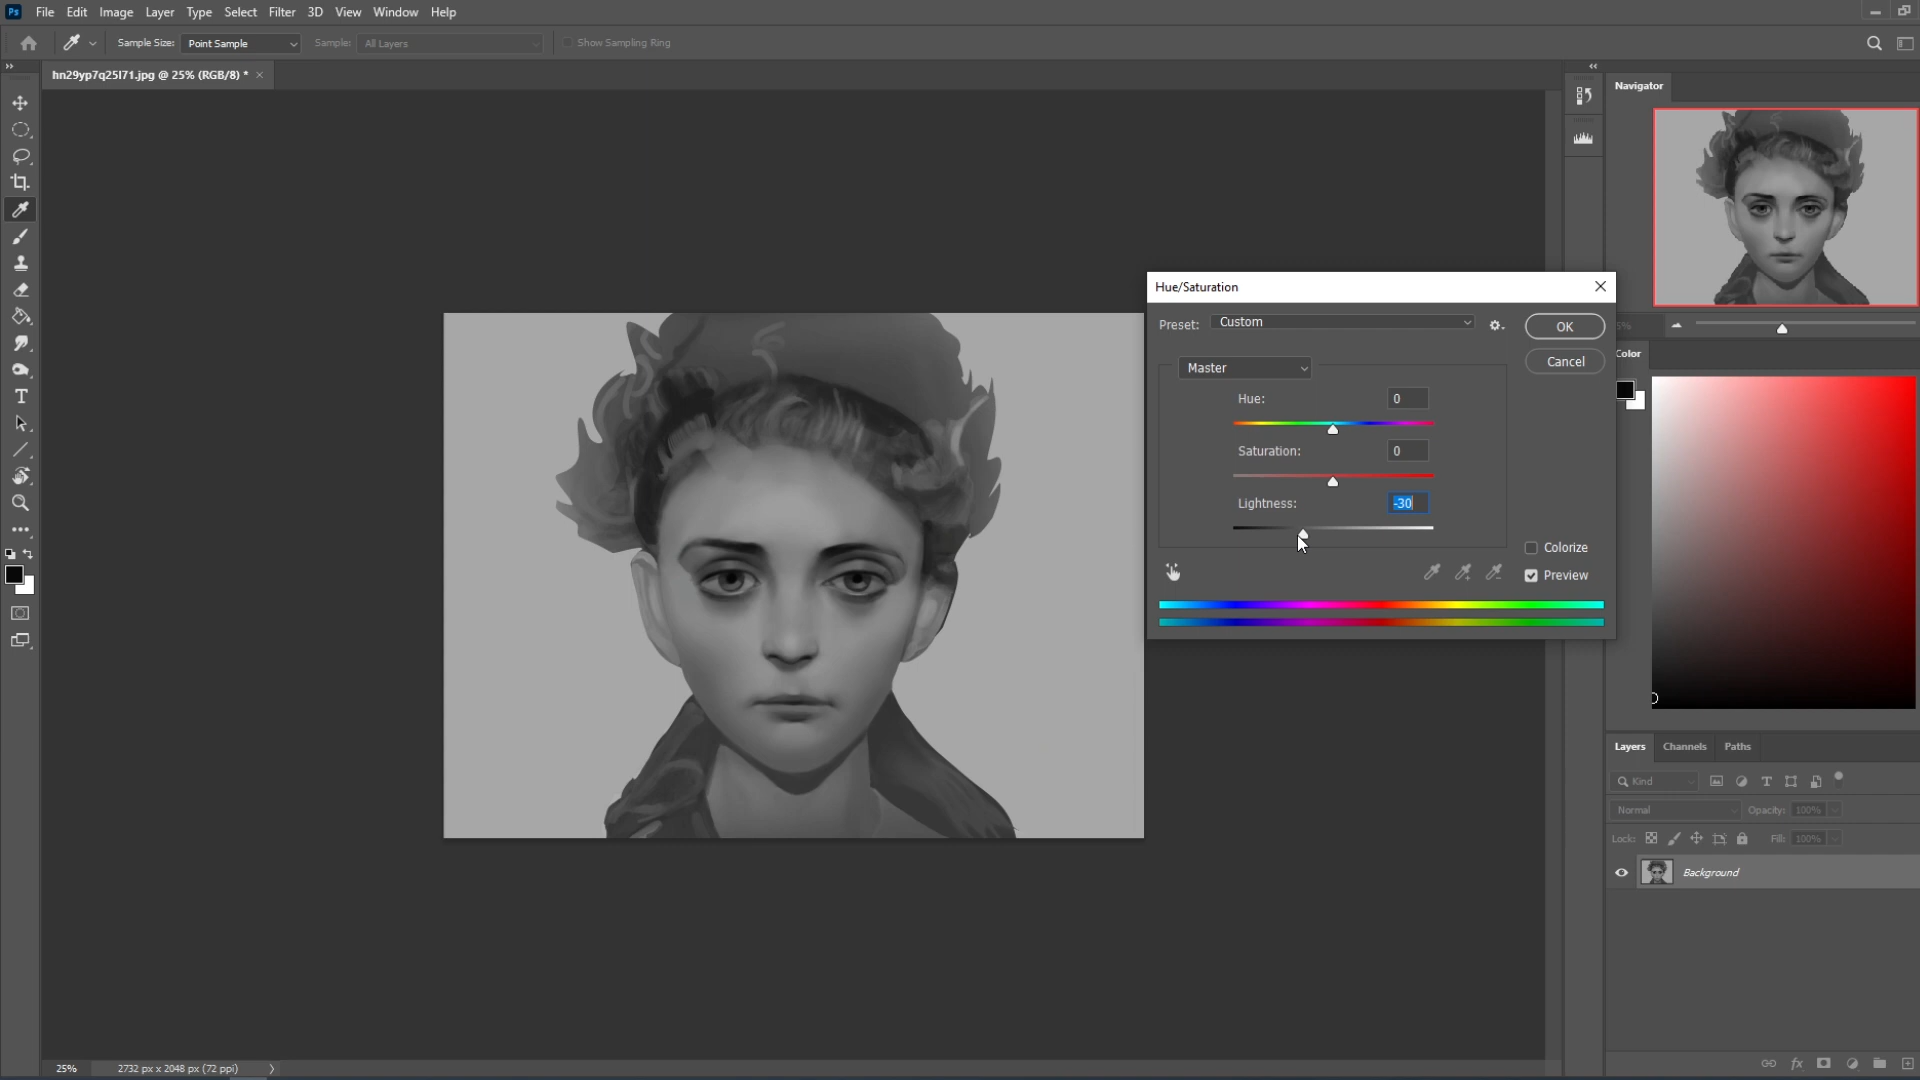 Ps File Edit Image Layer Type Select Filter 3D View Window Help
Sample Size: Point Sample Sample: All Layers Show Sampling Ring
hn29yp7q25l71.jpg @ 25% (RGB/8) * ×
Navigator
Hue/Saturation
Preset: Custom OK
Cancel
Master
Hue: 0
Saturation: 0
Lightness: -30
Colorize
Preview
Color
Layers Channels Paths
Kind
Normal Opacity: 100%
Lock: Fill: 100%
Background
fx
25% 2732 px x 2048 px (72 ppi)